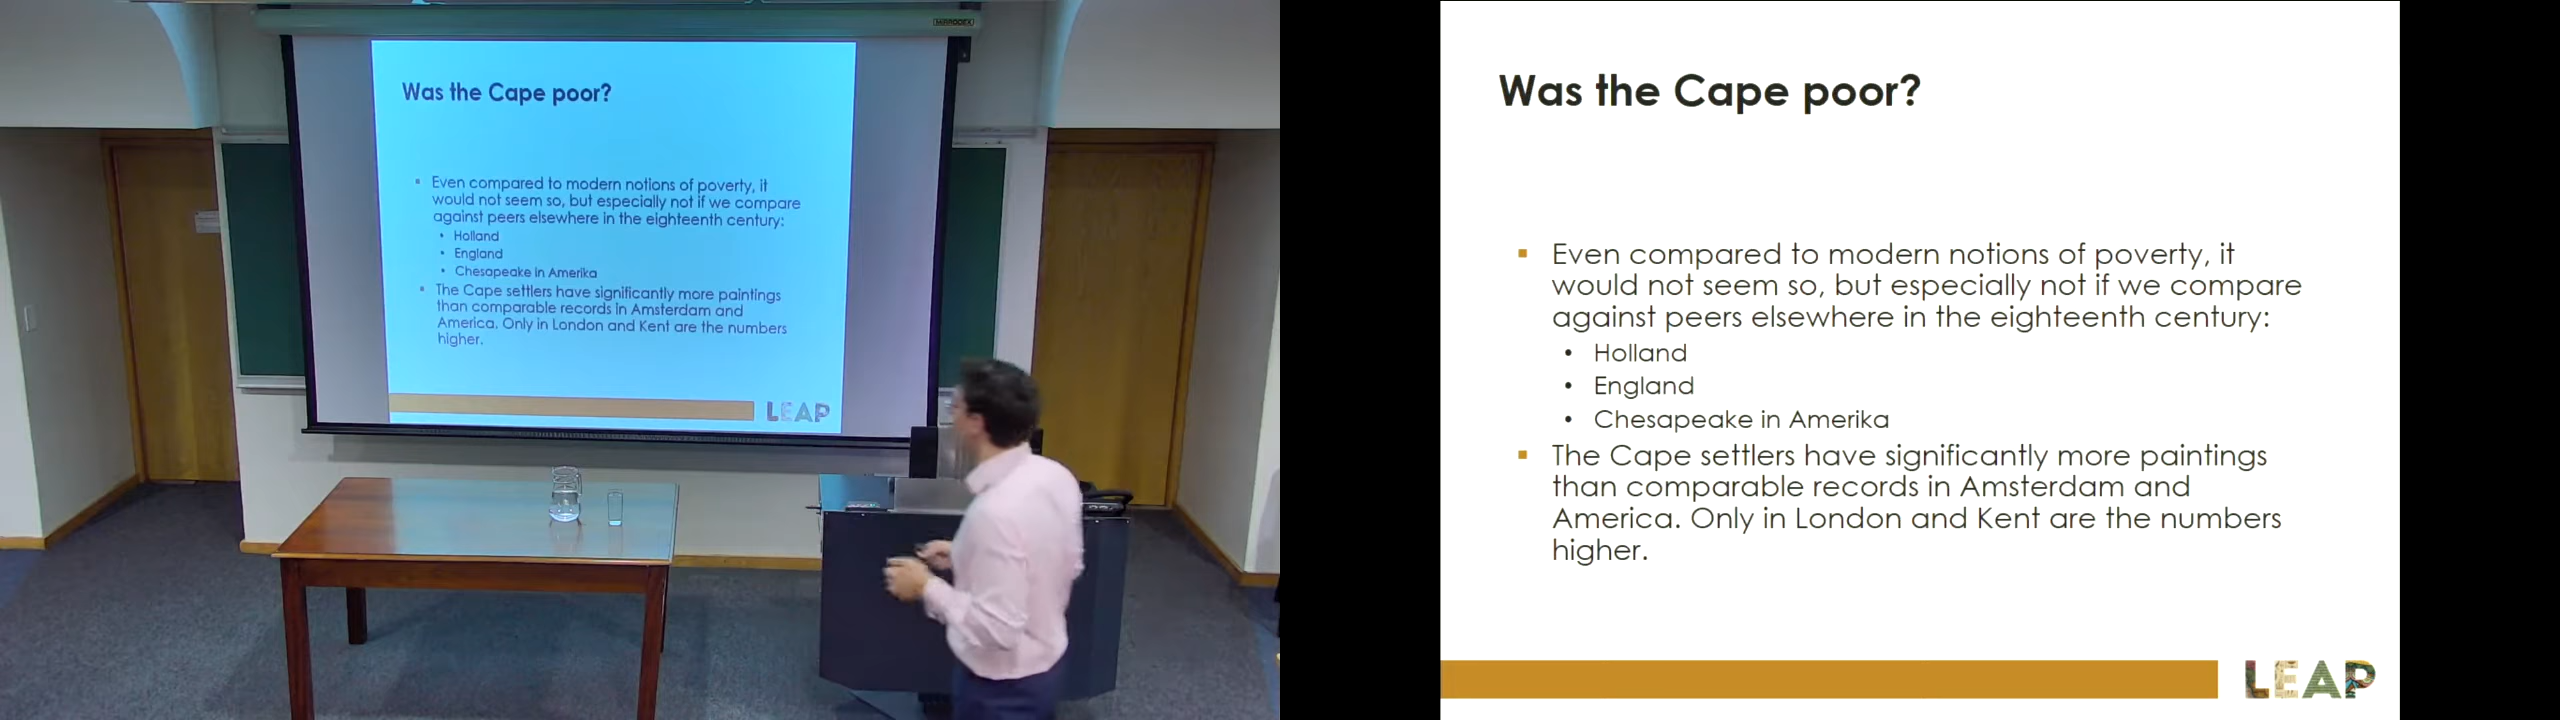 Was the Cape poor?
Even compared to modern notions of poverty, it
would not seem so, but especially not if we compare
against peers elsewhere in the eighteenth century:
Holland
England
Chesapeake in Amerika
The Cape settlers have significantly more paintings
than comparable records in Amsterdam and
America. Only in London and Kent are the numbers
higher.
LEAP
Was the Cape poor?
Even compared to modern notions of poverty, it
would not seem so, but especially not if we compare
against peers elsewhere in the eighteenth century:
Holland
England
Chesapeake in Amerika
The Cape settlers have significantly more paintings
than comparable records in Amsterdam and
America. Only in London and Kent are the numbers
higher.
LEAP